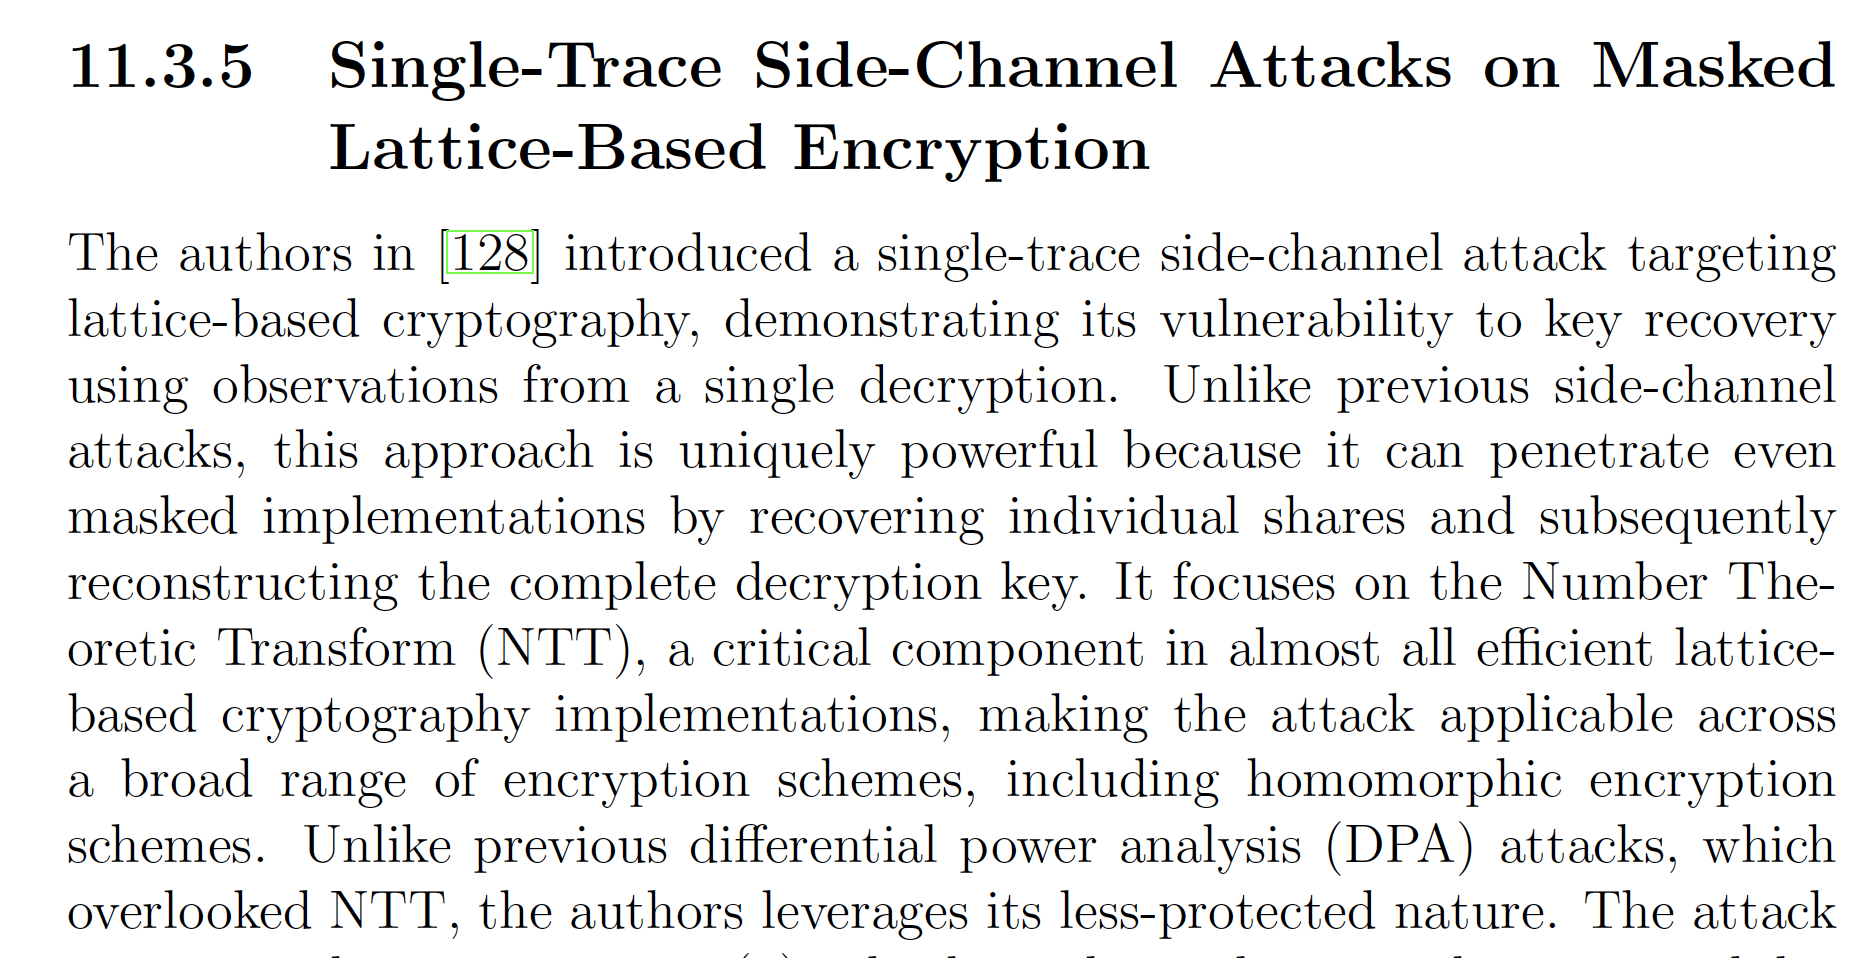 11.3.5 Single-Trace Side-Channel Attacks on Masked
Lattice-Based Encryption
The authors in [128] introduced a single-trace side-channel attack targeting
lattice-based cryptography, demonstrating its vulnerability to key recovery
using observations from a single decryption. Unlike previous side-channel
attacks, this approach is uniquely powerful because it can penetrate even
masked implementations by recovering individual shares and subsequently
reconstructing the complete decryption key. It focuses on the Number The-
oretic Transform (NTT), a critical component in almost all efficient lattice-
based cryptography implementations, making the attack applicable across
a broad range of encryption schemes, including homomorphic encryption
schemes. Unlike previous differential power analysis (DPA) attacks, which
overlooked NTT, the authors leverages its less-protected nature. The attack